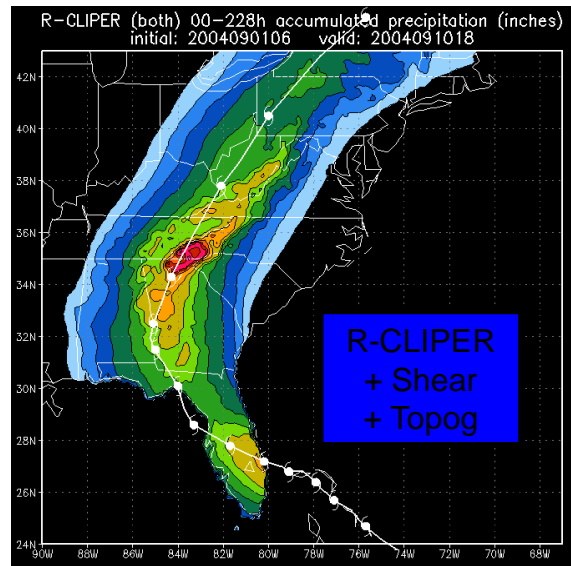 R-CLIPER (both) 00-228h accumulated precipitation (inches)
initial: 2004090106 valid: 2004091018
42N
40N
38N
36N
34N
32N
30N
28N
26N
24N
R-CLIPER
+ Shear
+ Topog
90W 88W 86W 84W 82W 80W 78W 76W 74W 72W 70W 68W